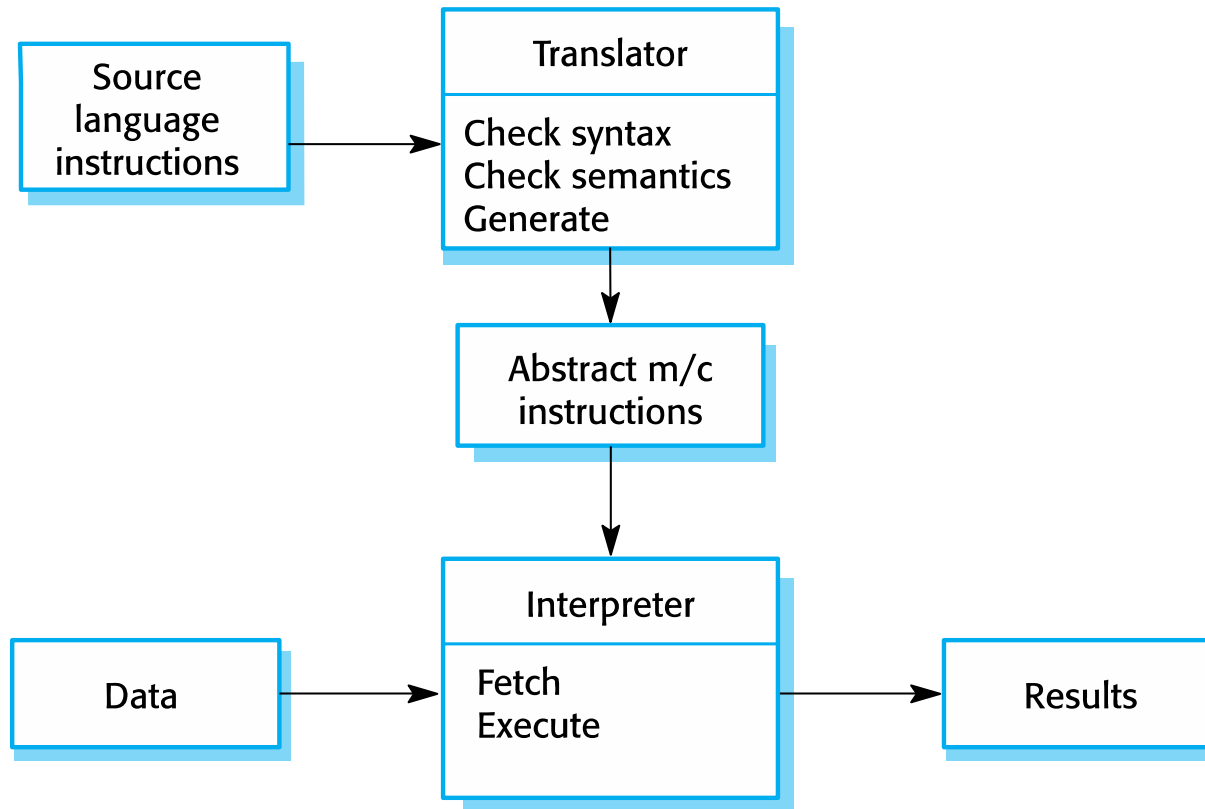 Source
language
instructions
Translator
Check syntax
Check semantics
Generate
Abstract m/c
instructions
Data
Interpreter
Fetch
Execute
Results